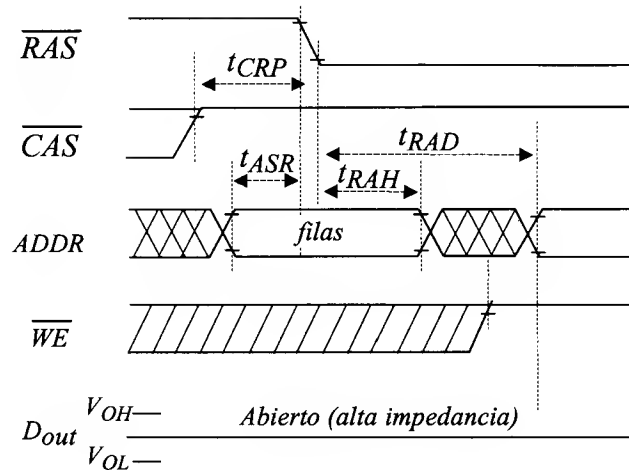 RAS
tCRP
CAS
tASR
tRAD
tRAH
ADDR
filas
WE
VOH
Abierto (alta impedancia)
Dout
VOL